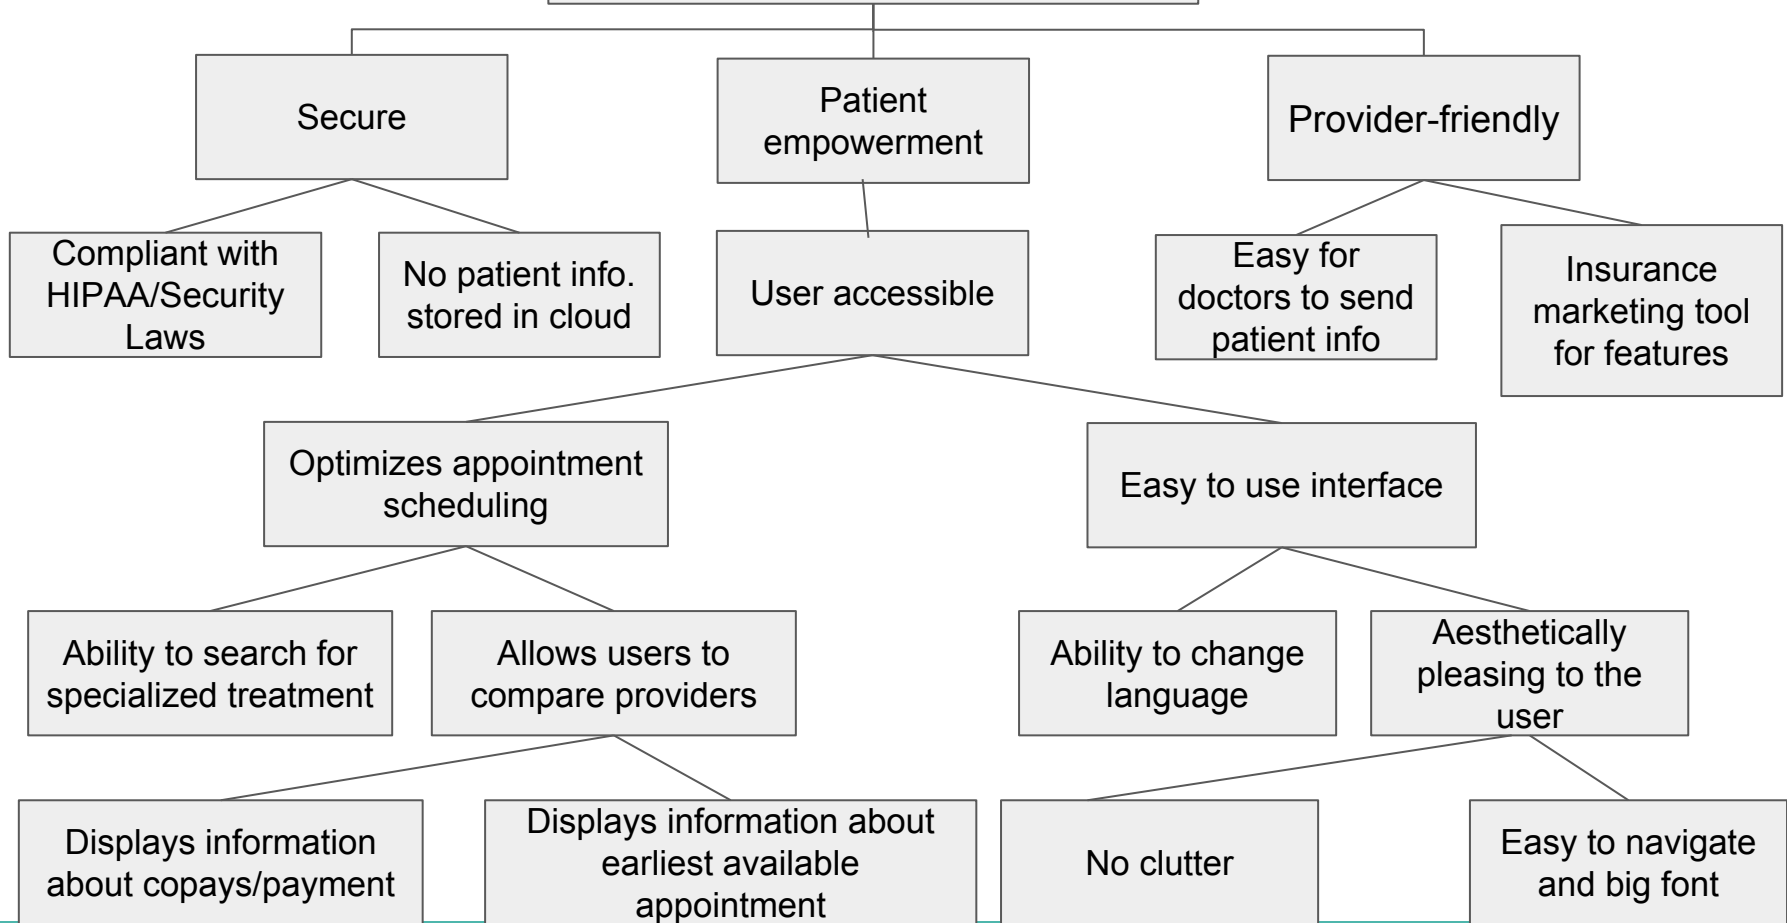 Secure
Patient
empowerment
Provider-friendly
Compliant with
HIPAA/Security
Laws
No patient info.
stored in cloud
User accessible
Easy for
doctors to send
patient info
Insurance
marketing tool
for features
Optimizes appointment
scheduling
Easy to use interface
Ability to search for
specialized treatment
Allows users to
compare providers
Ability to change
language
Aesthetically
pleasing to the
user
Displays information
about copays/payment
Displays information about
earliest available
appointment
No clutter
Easy to navigate
and big font